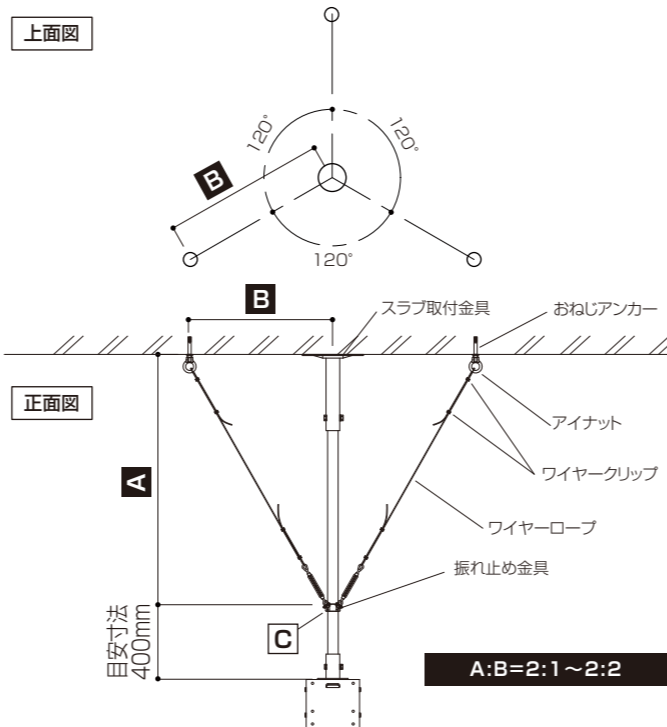 上面図
120°
120°
B
120°
B
スラブ取付金具
おねじアンカー
正面図
アイナット
A
ワイヤークリップ
ワイヤーロープ
振れ止め金具
C
目安寸法
400mm
A:B=2:1～2:2